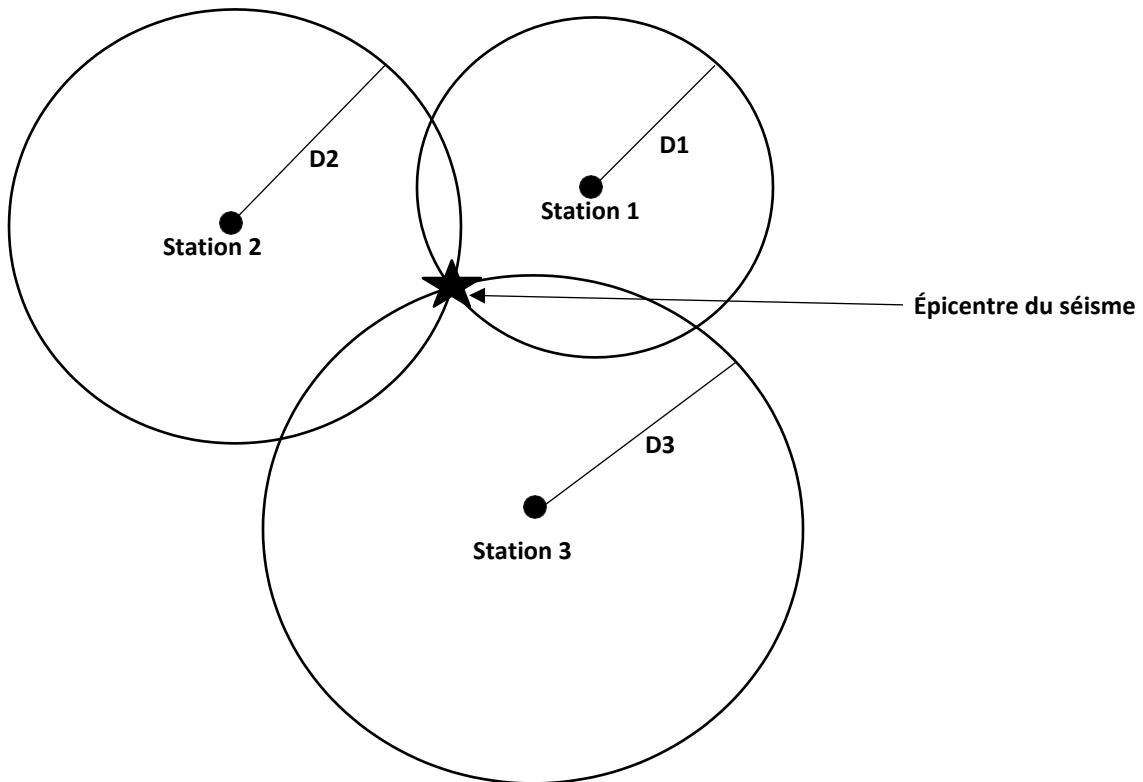 D2
D1
Station 1
Station 2
Épicentre du séisme
D3
Station 3